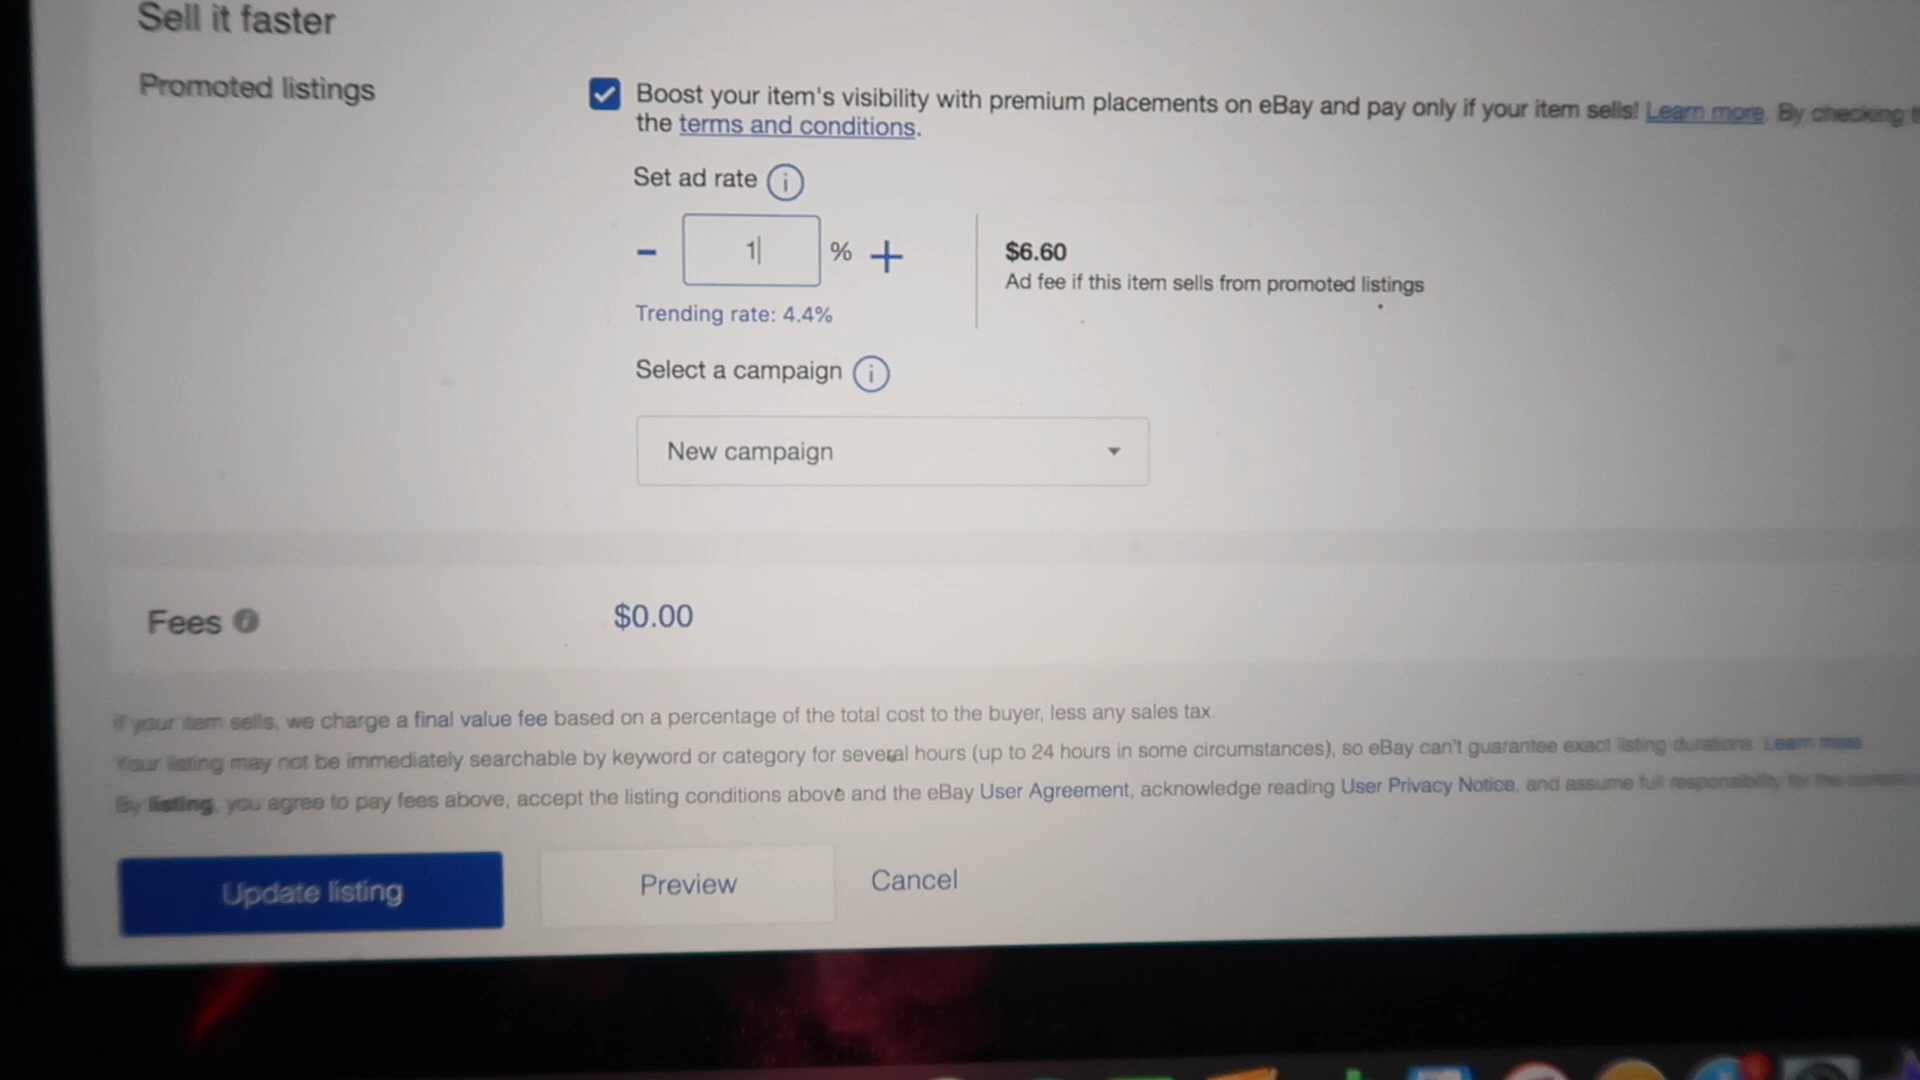 Sell it faster
Promoted listings
Boost your item's visibility with premium placements on eBay and pay only if your item sells! Learn more. By checking
the terms and conditions.
Set ad rate i
- 1 % +
$6.60
Ad fee if this item sells from promoted listings
Trending rate: 4.4%
Select a campaign i
New campaign
Fees $0.00
If your item sells, we charge a final value fee based on a percentage of the total cost to the buyer, less any sales tax.
Your listing may not be immediately searchable by keyword or category for several hours (up to 24 hours in some circumstances), so eBay can't guarantee exact listing durations. Learn more
By listing, you agree to pay fees above, accept the listing conditions above and the eBay User Agreement, acknowledge reading User Privacy Notice, and assume full responsibility for the
Update listing
Preview
Cancel